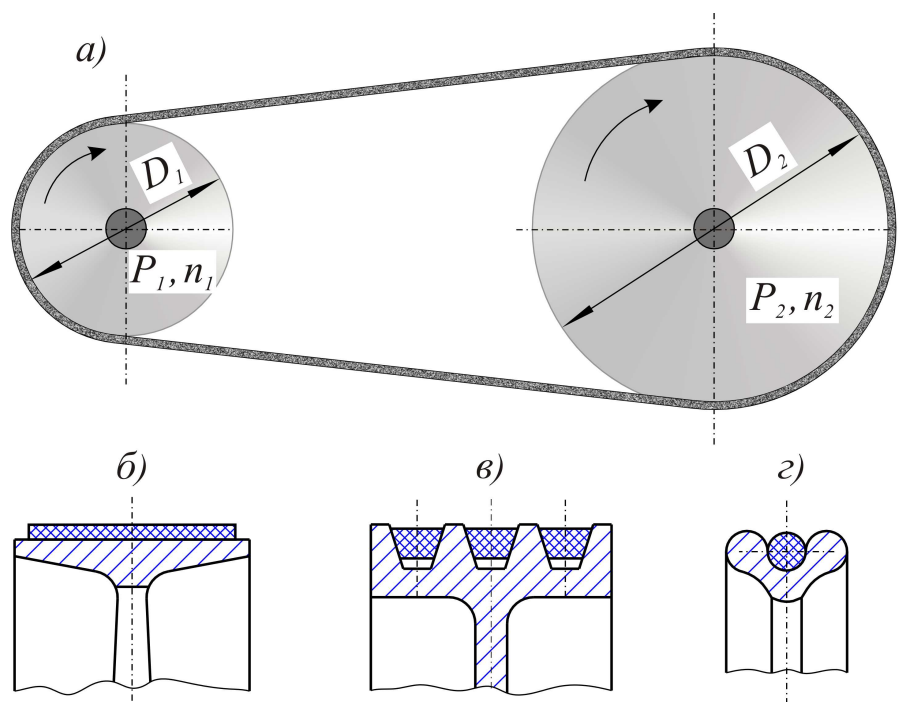 а)
D₁
D₂
P₁, n₁
P₂, n₂
б)
в)
г)